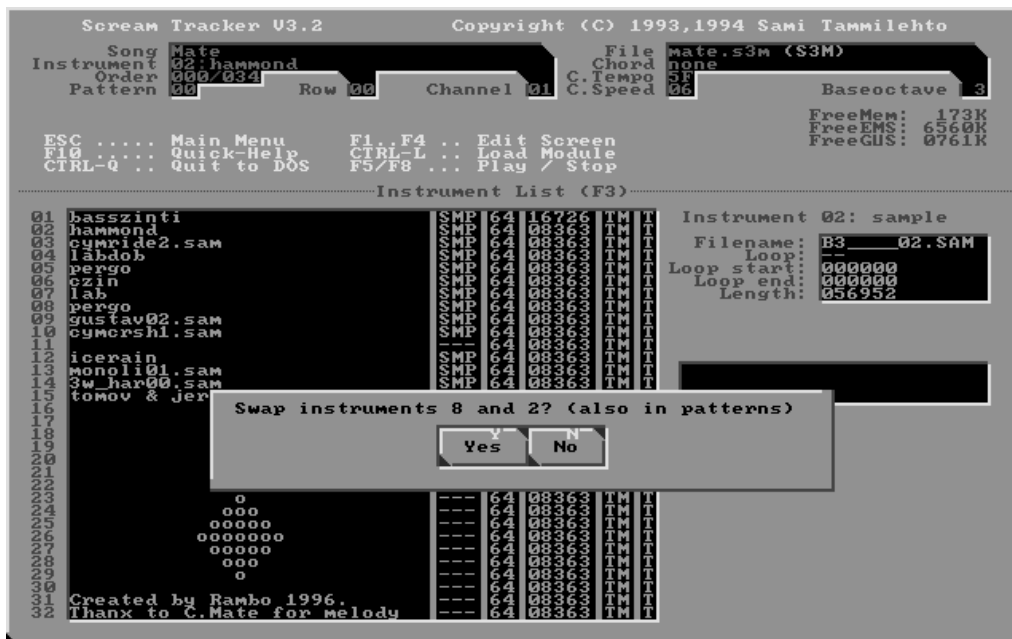 Scream Tracker V3.2 Copyright (C) 1993,1994 Sami Tammilehto
Song Mate File mate.s3m (S3M)
Instrument 02:hammond Chord none
Order 000/034 C.Tempo 5F
Pattern 00 Row 00 Channel 01 C.Speed 06 Baseoctave 3
FreeMem: 173K
FreeEMS: 6560K
FreeGUS: 0761K
ESC ..... Main Menu F1..F4 .. Edit Screen
F10 ..... Quick-Help CTRL-L .. Load Module
CTRL-Q .. Quit to DOS F5/F8 ... Play / Stop
Instrument List (F3)
01 basszinti SMP 64 16726 TM T
02 hammond SMP 64 08363 TM T
03 cymride2.sam SMP 64 08363 TM T
04 labdob SMP 64 08363 TM T
05 pergo SMP 64 08363 TM T
06 czin SMP 64 08363 TM T
07 lab SMP 64 08363 TM T
08 pergo SMP 64 08363 TM T
09 gustav02.sam SMP 64 08363 TM T
10 cymcrsh1.sam SMP 64 08363 TM T
11 --- 64 08363 TM T
12 icerain SMP 64 08363 TM T
13 monoli01.sam SMP 64 08363 TM T
14 3w_har00.sam SMP 64 08363 TM T
15 tomov & jer
16
17
18
19
20
21
22
23 o --- 64 08363 TM T
24 ooo --- 64 08363 TM T
25 ooooo --- 64 08363 TM T
26 ooooooo --- 64 08363 TM T
27 ooooo --- 64 08363 TM T
28 ooo --- 64 08363 TM T
29 o --- 64 08363 TM T
30 --- 64 08363 TM T
31 Created by Rambo 1996. --- 64 08363 TM T
32 Thanx to C.Mate for melody --- 64 08363 TM T
Instrument 02: sample
Filename: B3____02.SAM
Loop: --
Loop start: 000000
Loop end: 000000
Length: 056952
Swap instruments 8 and 2? (also in patterns)
Yes No